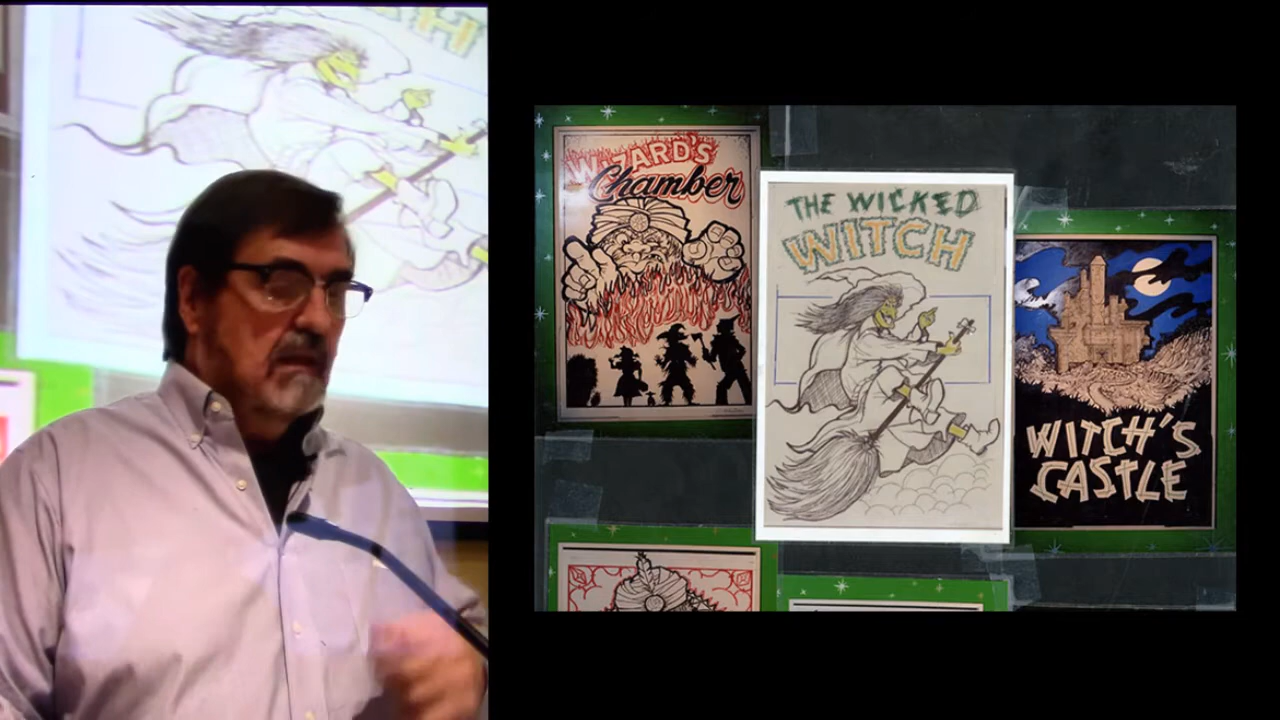 WIZARD'S
Chamber
THE WICKED
WITCH
WITCH'S
CASTLE